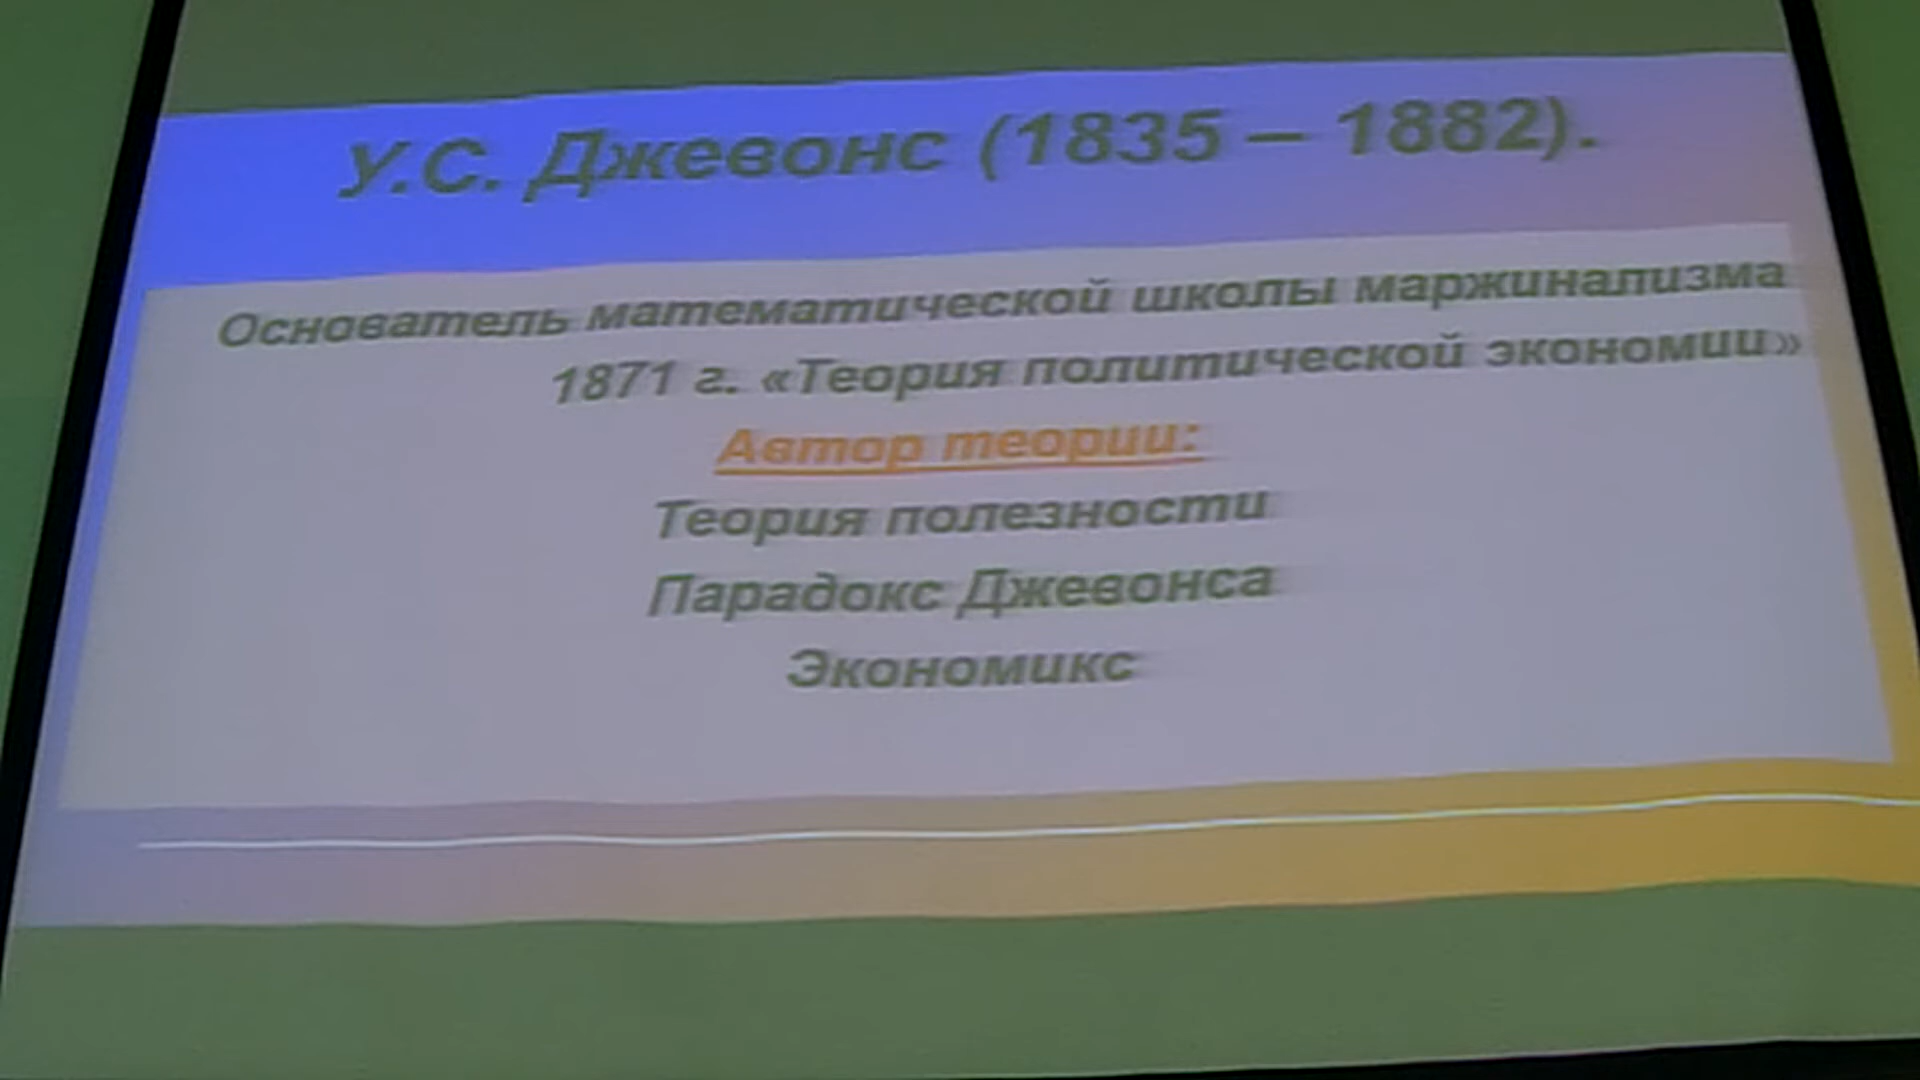 У.С. Джевонс (1835 – 1882).
Основатель математической школы маржинализма
1871 г. «Теория политической экономии»
Автор теории:
Теория полезности
Парадокс Джевонса
Экономикс